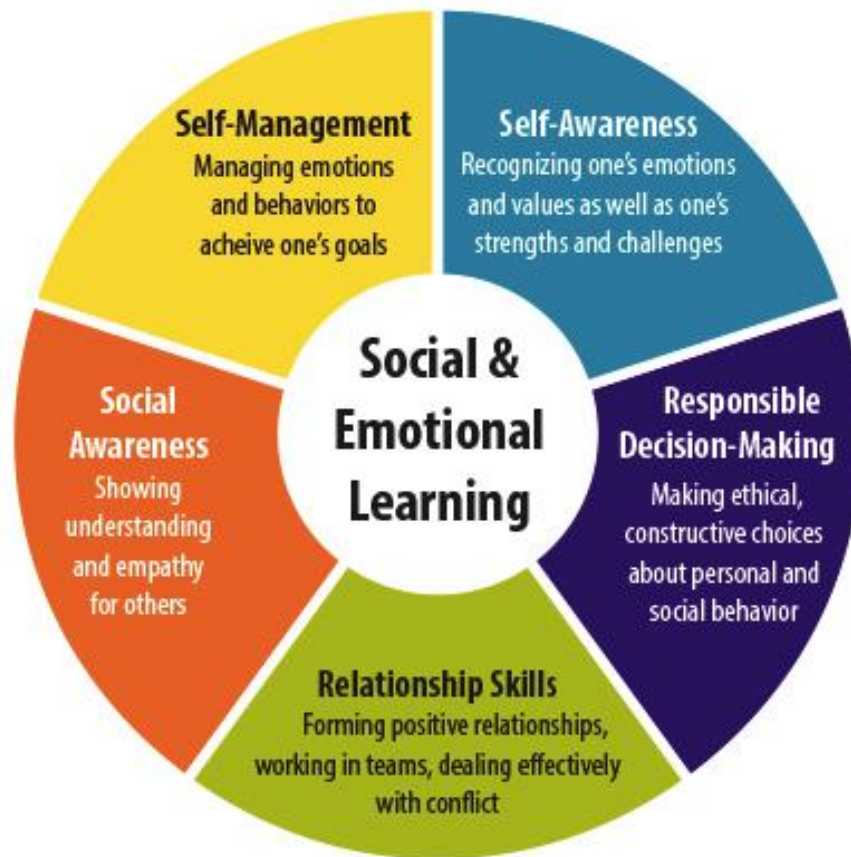 Self-Management
Managing emotions
and behaviors to
acheive one's goals
Self-Awareness
Recognizing one's emotions
and values as well as one's
strengths and challenges
Social &
Emotional
Learning
Social
Awareness
Showing
understanding
and empathy
for others
Responsible
Decision-Making
Making ethical,
constructive choices
about personal and
social behavior
Relationship Skills
Forming positive relationships,
working in teams, dealing effectively
with conflict